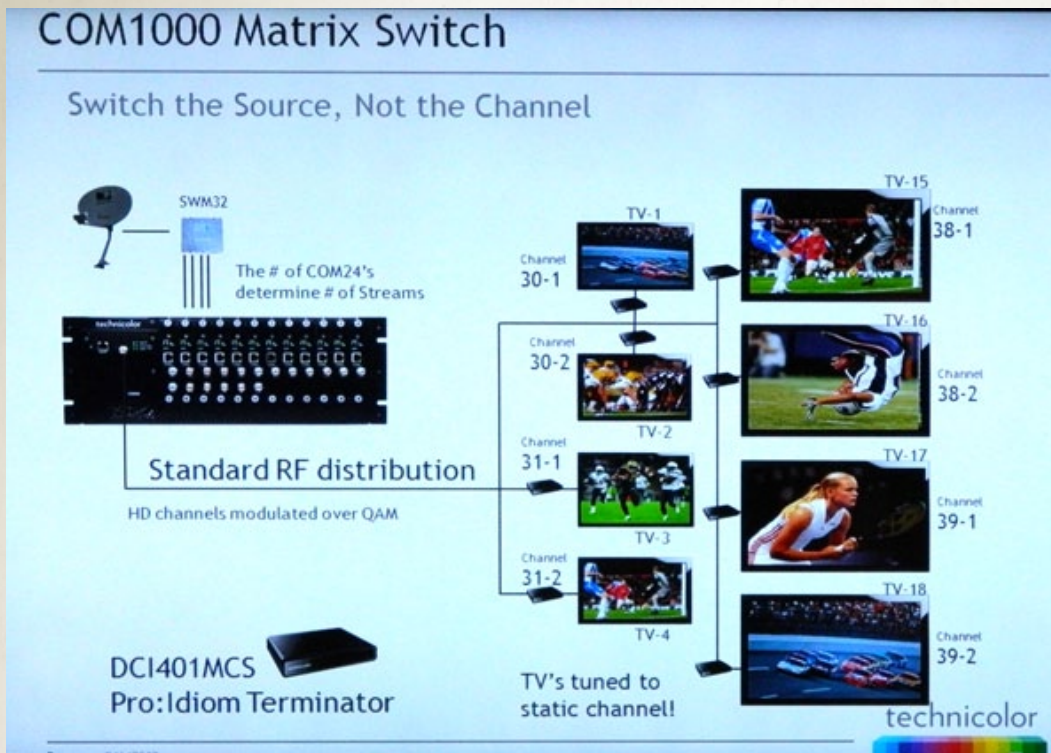 COM1000 Matrix Switch
Switch the Source, Not the Channel
SWM32
The # of COM24's
determine # of Streams
technicolor
Standard RF distribution
HD channels modulated over QAM
DCI401MCS
Pro:Idiom Terminator
TV-1
Channel
30-1
Channel
30-2
TV-2
Channel
31-1
TV-3
Channel
31-2
TV-4
TV's tuned to
static channel!
TV-15
Channel
38-1
TV-16
Channel
38-2
TV-17
Channel
39-1
TV-18
Channel
39-2
technicolor